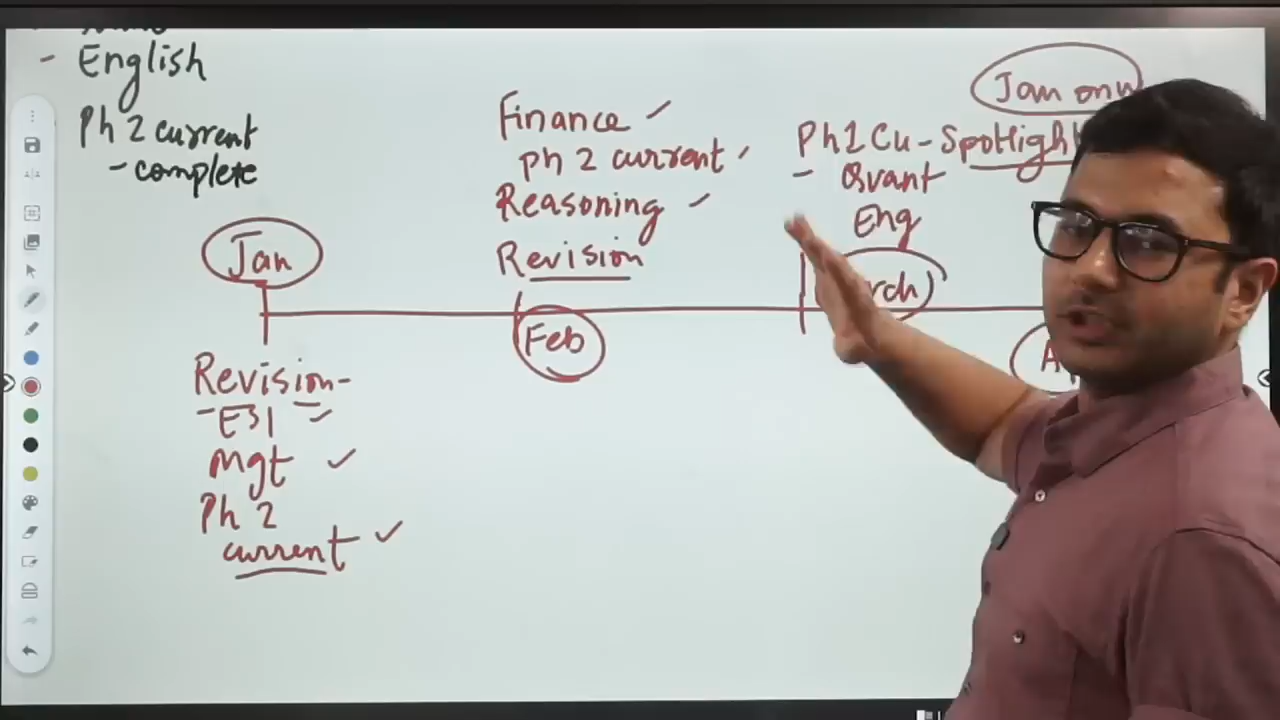 - English
Ph 2 current
- complete
Jan
Revision-
- ESI ✓
Mgt ✓
Ph 2
current ✓
Finance ✓
Ph 2 current ✓
Reasoning ✓
Revision
Feb
Jan
Ph1 Cu - Spotlight
- Quant
Eng